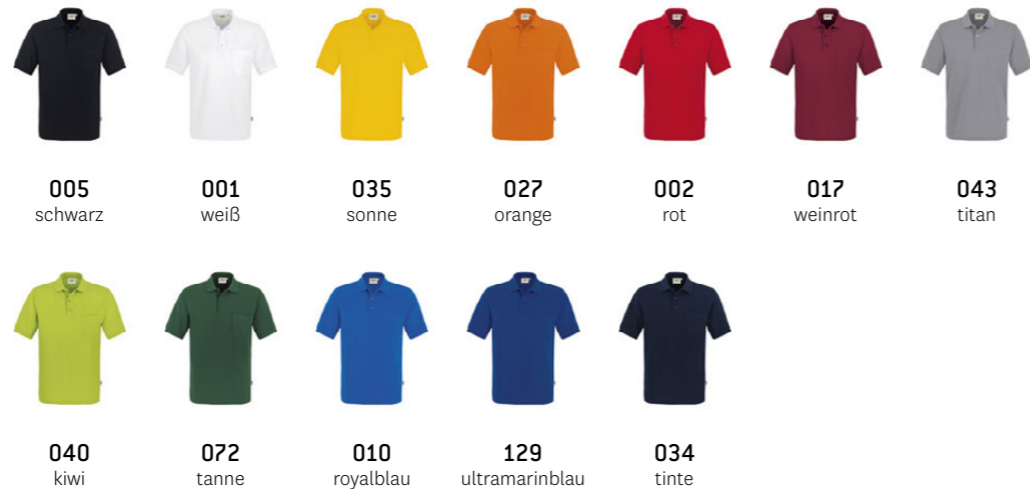 005
schwarz
001
weiß
035
sonne
027
orange
002
rot
017
weinrot
043
titan
040
kiwi
072
tanne
010
royalblau
129
ultramarinblau
034
tinte